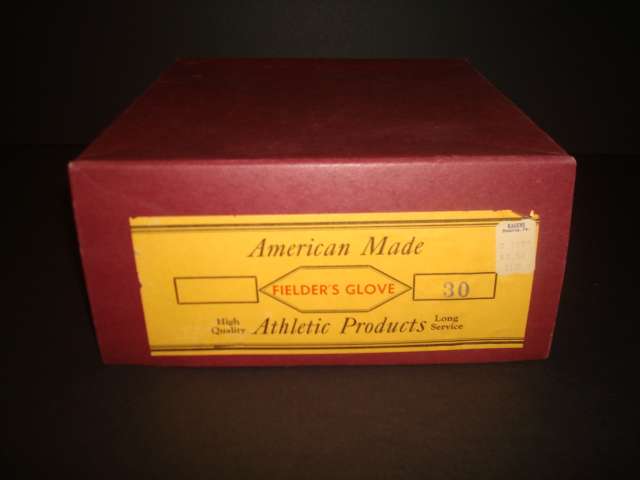 American Made
FIELDER'S GLOVE
30
High
Quality
Athletic Products
Long
Service